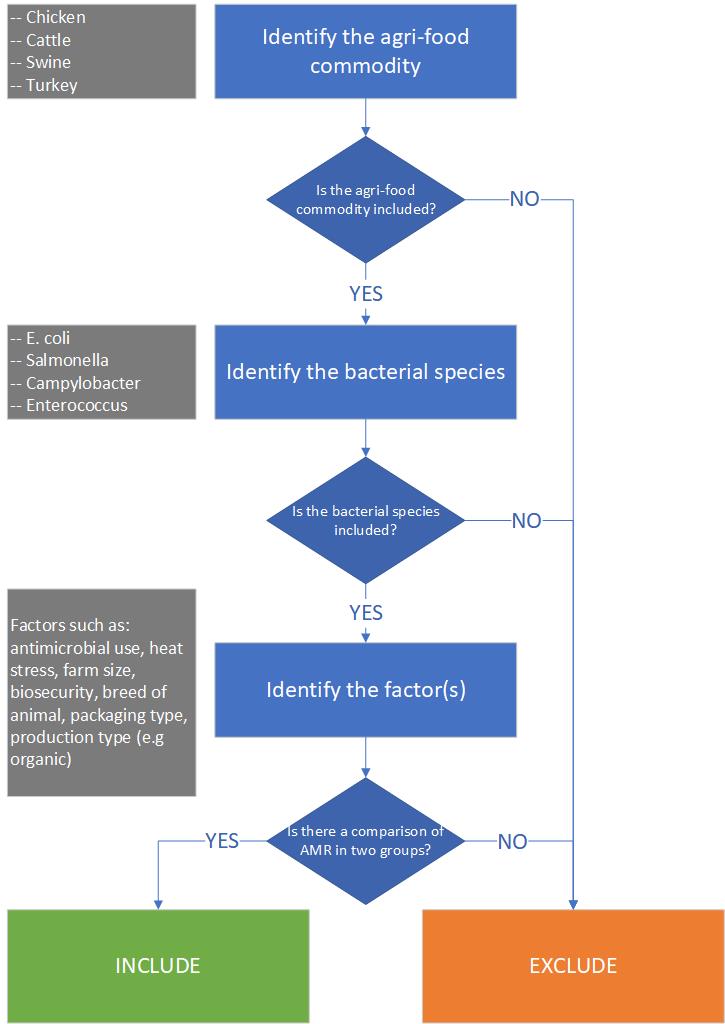 -- Chicken
-- Cattle
-- Swine
-- Turkey
Identify the agri-food
commodity
Is the agri-food
commodity included?
NO
YES
-- E. coli
-- Salmonella
-- Campylobacter
-- Enterococcus
Identify the bacterial species
Is the bacterial species
included?
NO
YES
Factors such as:
antimicrobial use, heat
stress, farm size,
biosecurity, breed of
animal, packaging type,
production type (e.g
organic)
Identify the factor(s)
Is there a comparison of
AMR in two groups?
YES
NO
INCLUDE
EXCLUDE